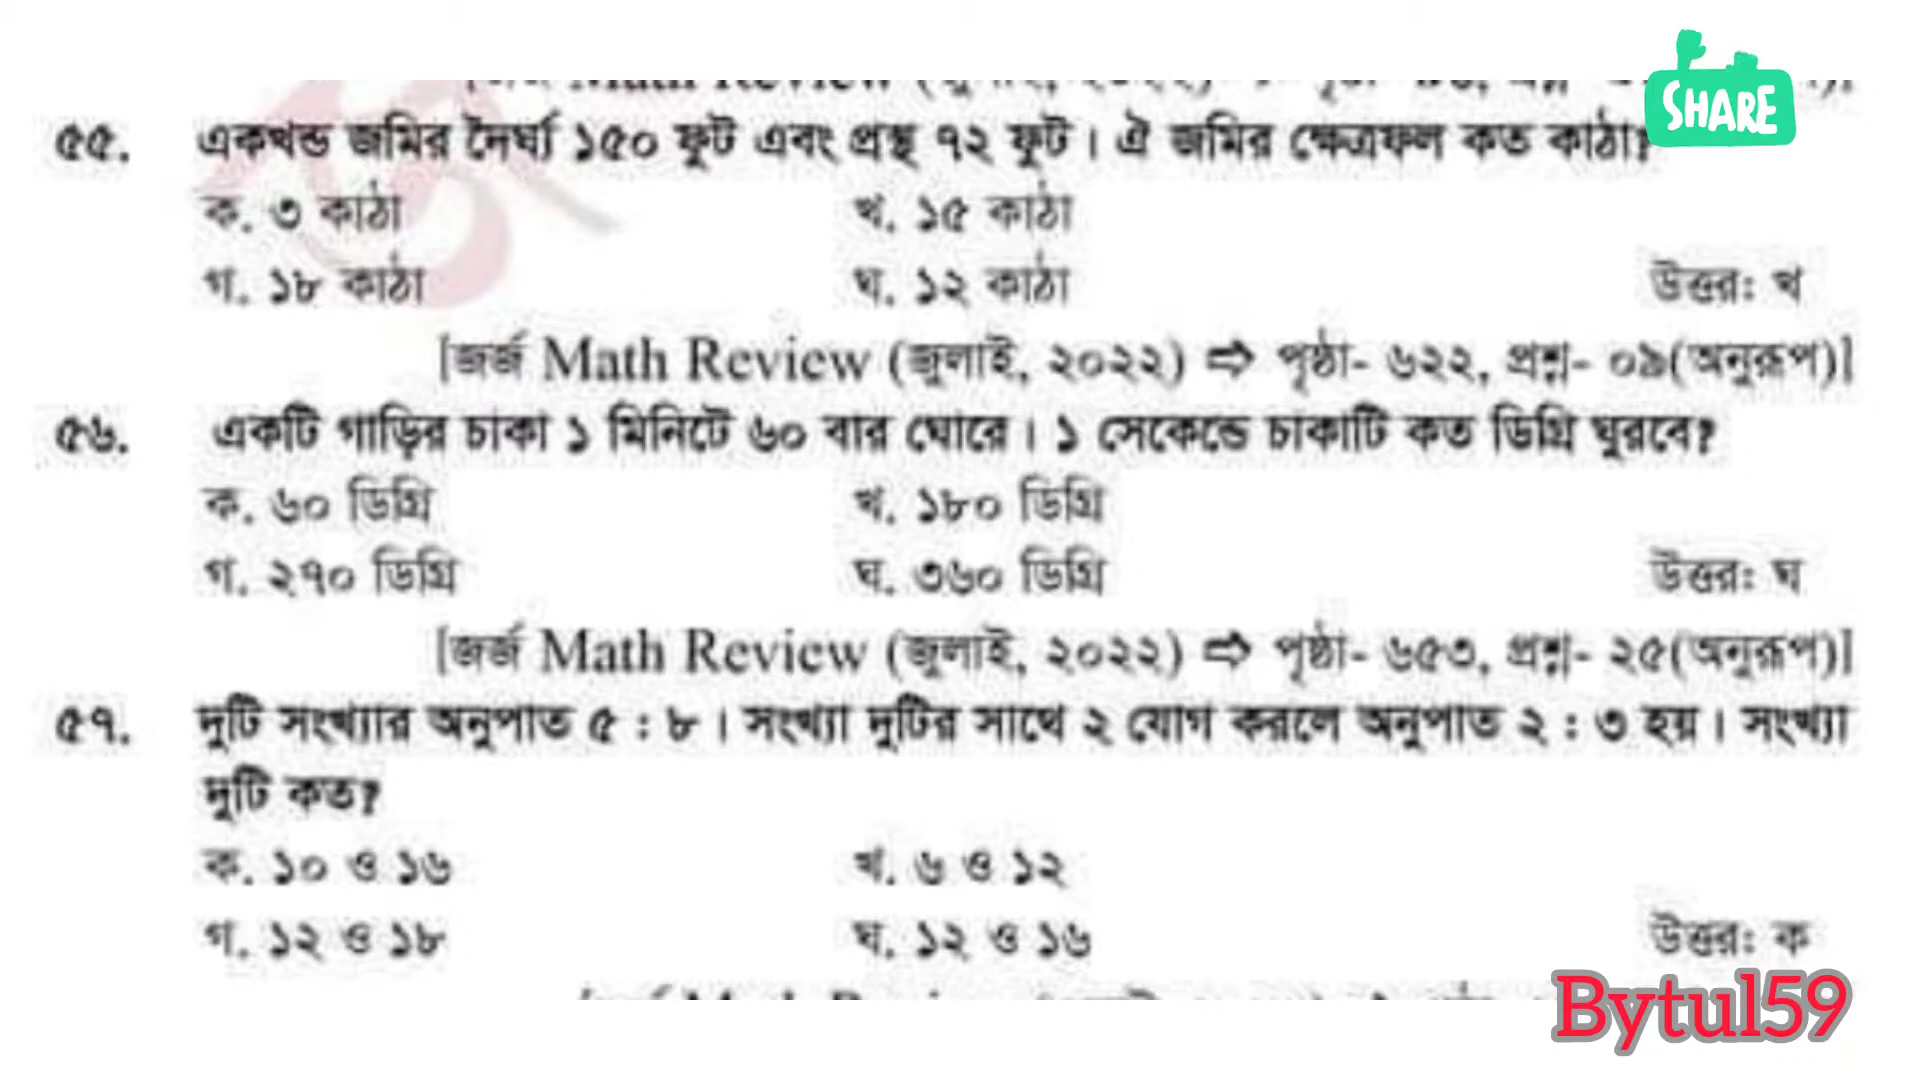 SHARE
৫৫. একখন্ড জমির দৈর্ঘ্য ১৫০ ফুট এবং প্রস্থ ৭২ ফুট। ঐ জমির ক্ষেত্রফল কত কাঠা?
ক. ৩ কাঠা খ. ১৫ কাঠা
গ. ১৮ কাঠা ঘ. ১২ কাঠা উত্তর: খ
[জর্জ Math Review (জুলাই, ২০২২) ⇨ পৃষ্ঠা- ৬২২, প্রশ্ন- ০৯(অনুরূপ)]
৫৬. একটি গাড়ির চাকা ১ মিনিটে ৬০ বার ঘোরে। ১ সেকেন্ডে চাকাটি কত ডিগ্রি ঘুরবে?
ক. ৬০ ডিগ্রি খ. ১৮০ ডিগ্রি
গ. ২৭০ ডিগ্রি ঘ. ৩৬০ ডিগ্রি উত্তর: ঘ
[জর্জ Math Review (জুলাই, ২০২২) ⇨ পৃষ্ঠা- ৬৫৩, প্রশ্ন- ২৫(অনুরূপ)]
৫৭. দুটি সংখ্যার অনুপাত ৫ : ৮। সংখ্যা দুটির সাথে ২ যোগ করলে অনুপাত ২ : ৩ হয়। সংখ্যা
দুটি কত?
ক. ১০ ও ১৬ খ. ৬ ও ১২
গ. ১২ ও ১৮ ঘ. ১২ ও ১৬ উত্তর: ক
Bytul59